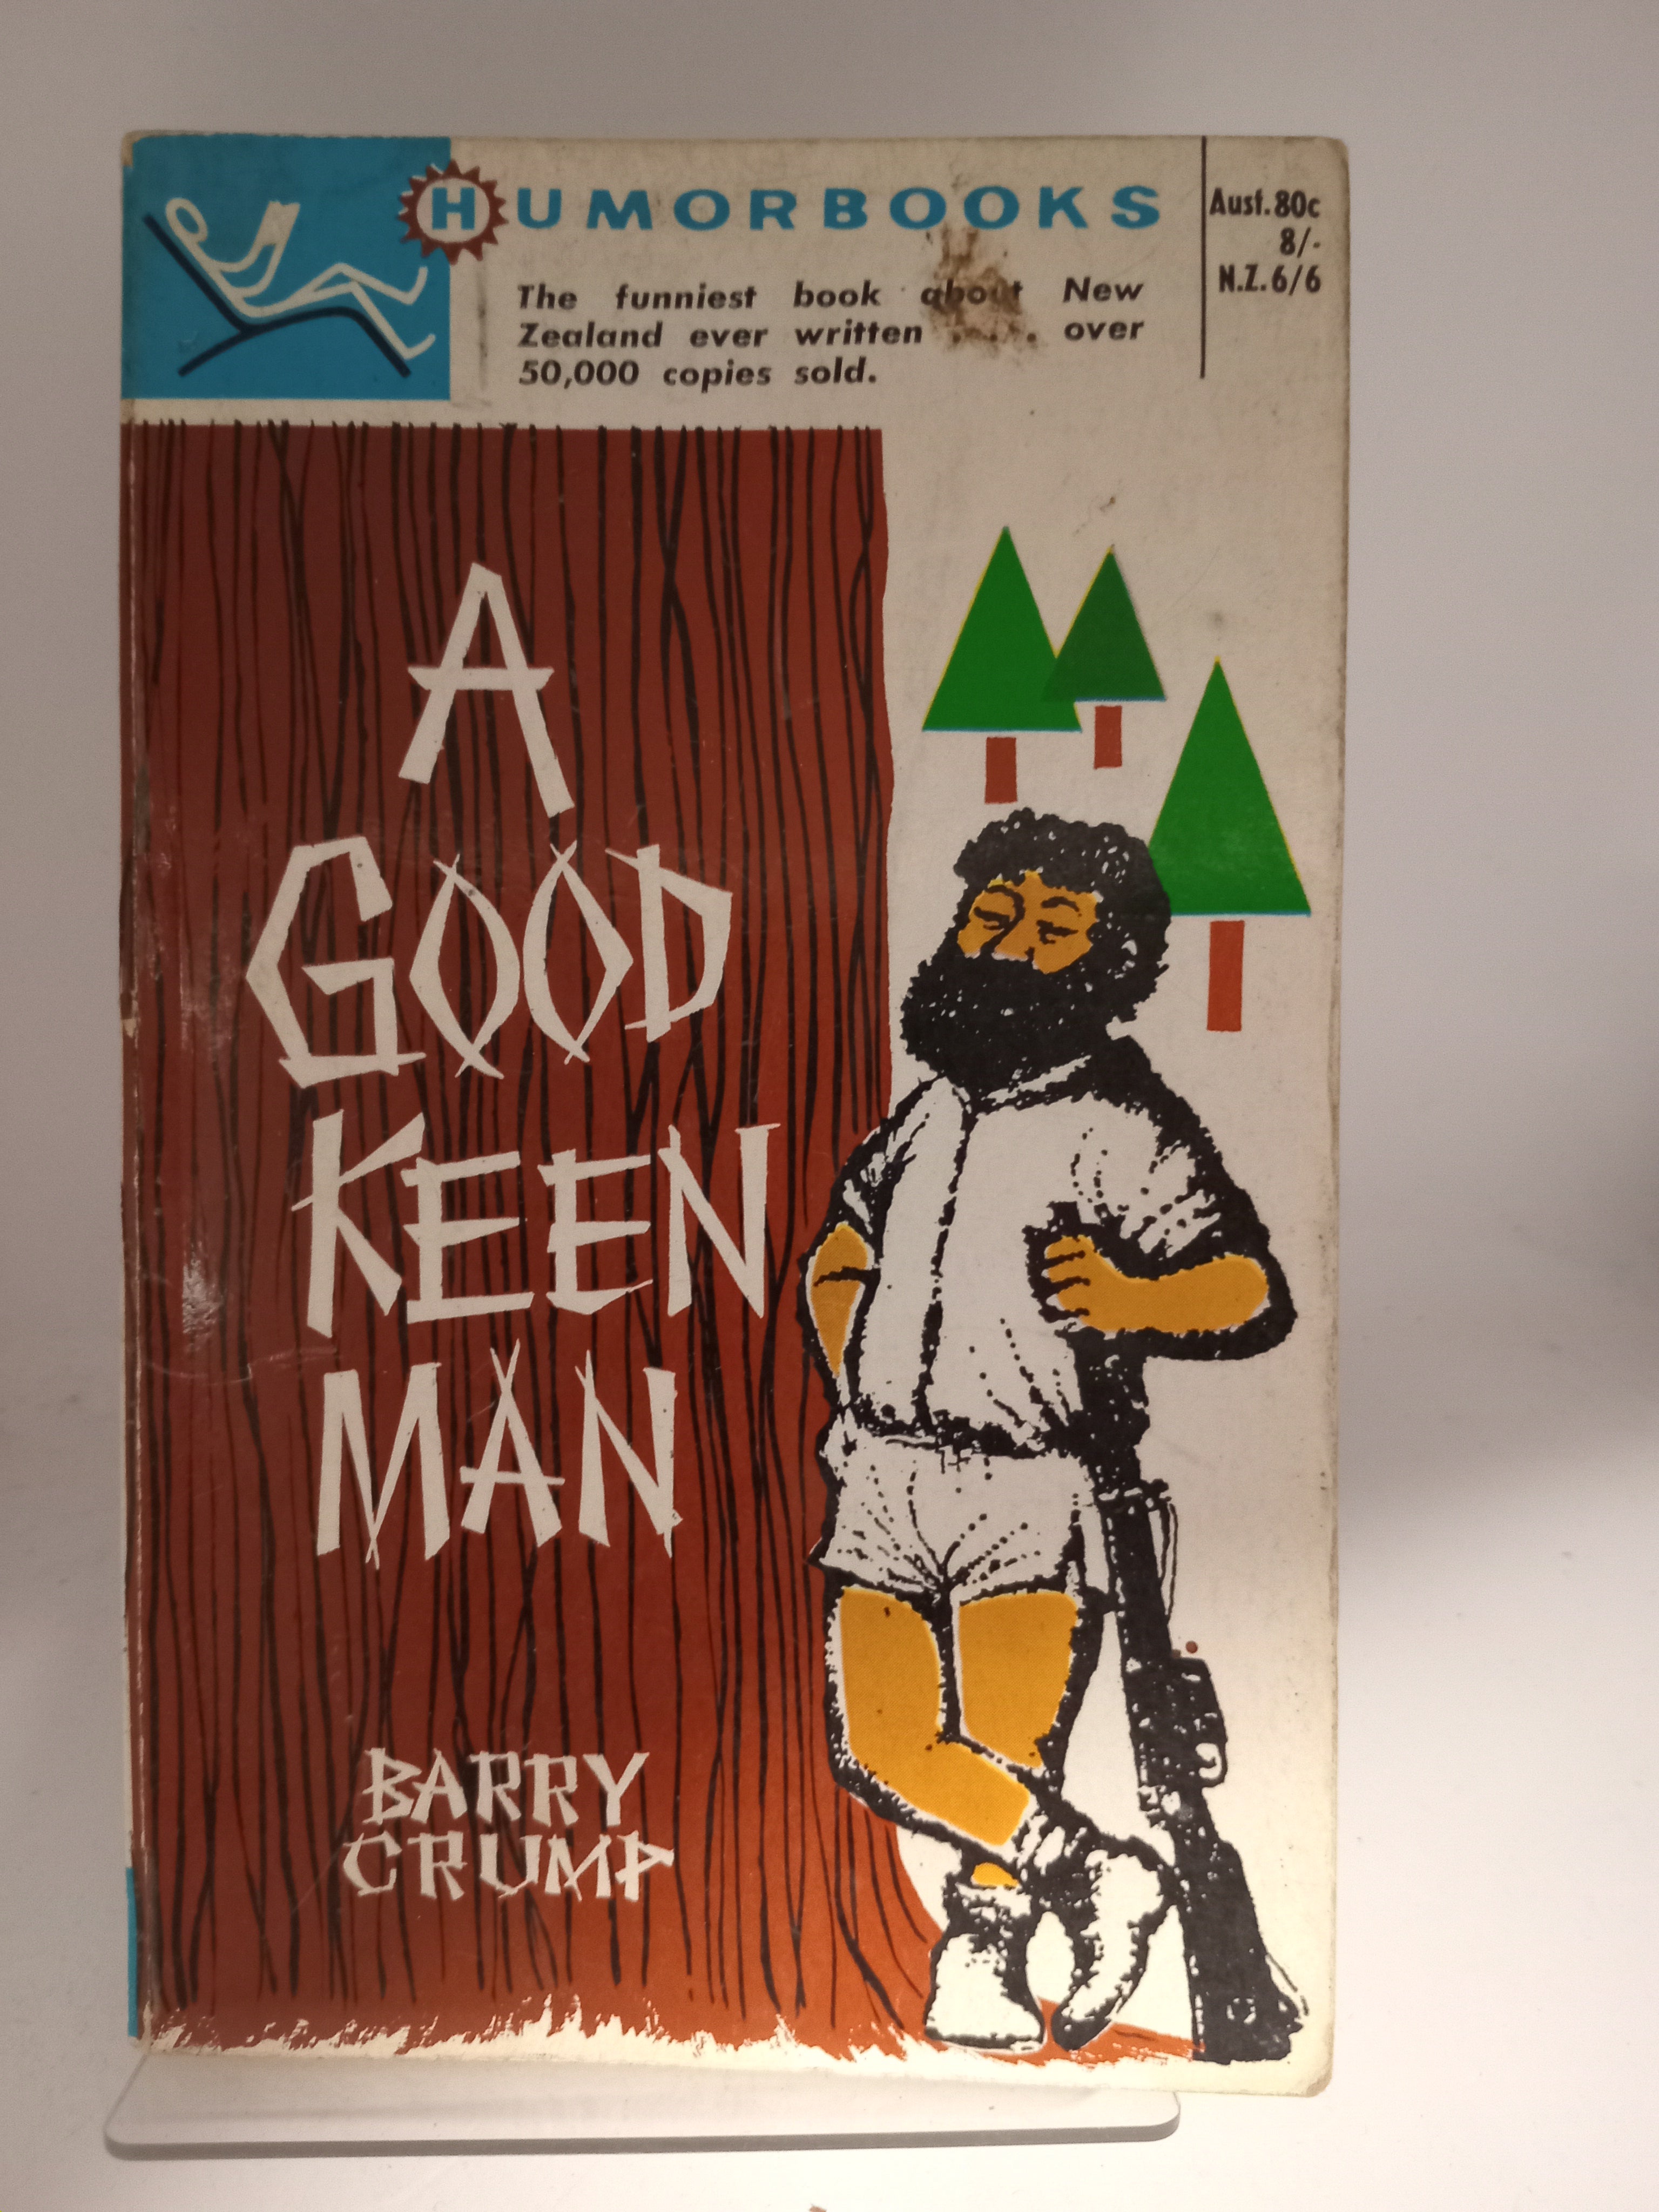 HUMORBOOKS
Aust. 80c
8/-
N.Z. 6/6
The funniest book about New
Zealand ever written .... over
50,000 copies sold.
A
GOOD
KEEN
MAN
BARRY
CRUMP